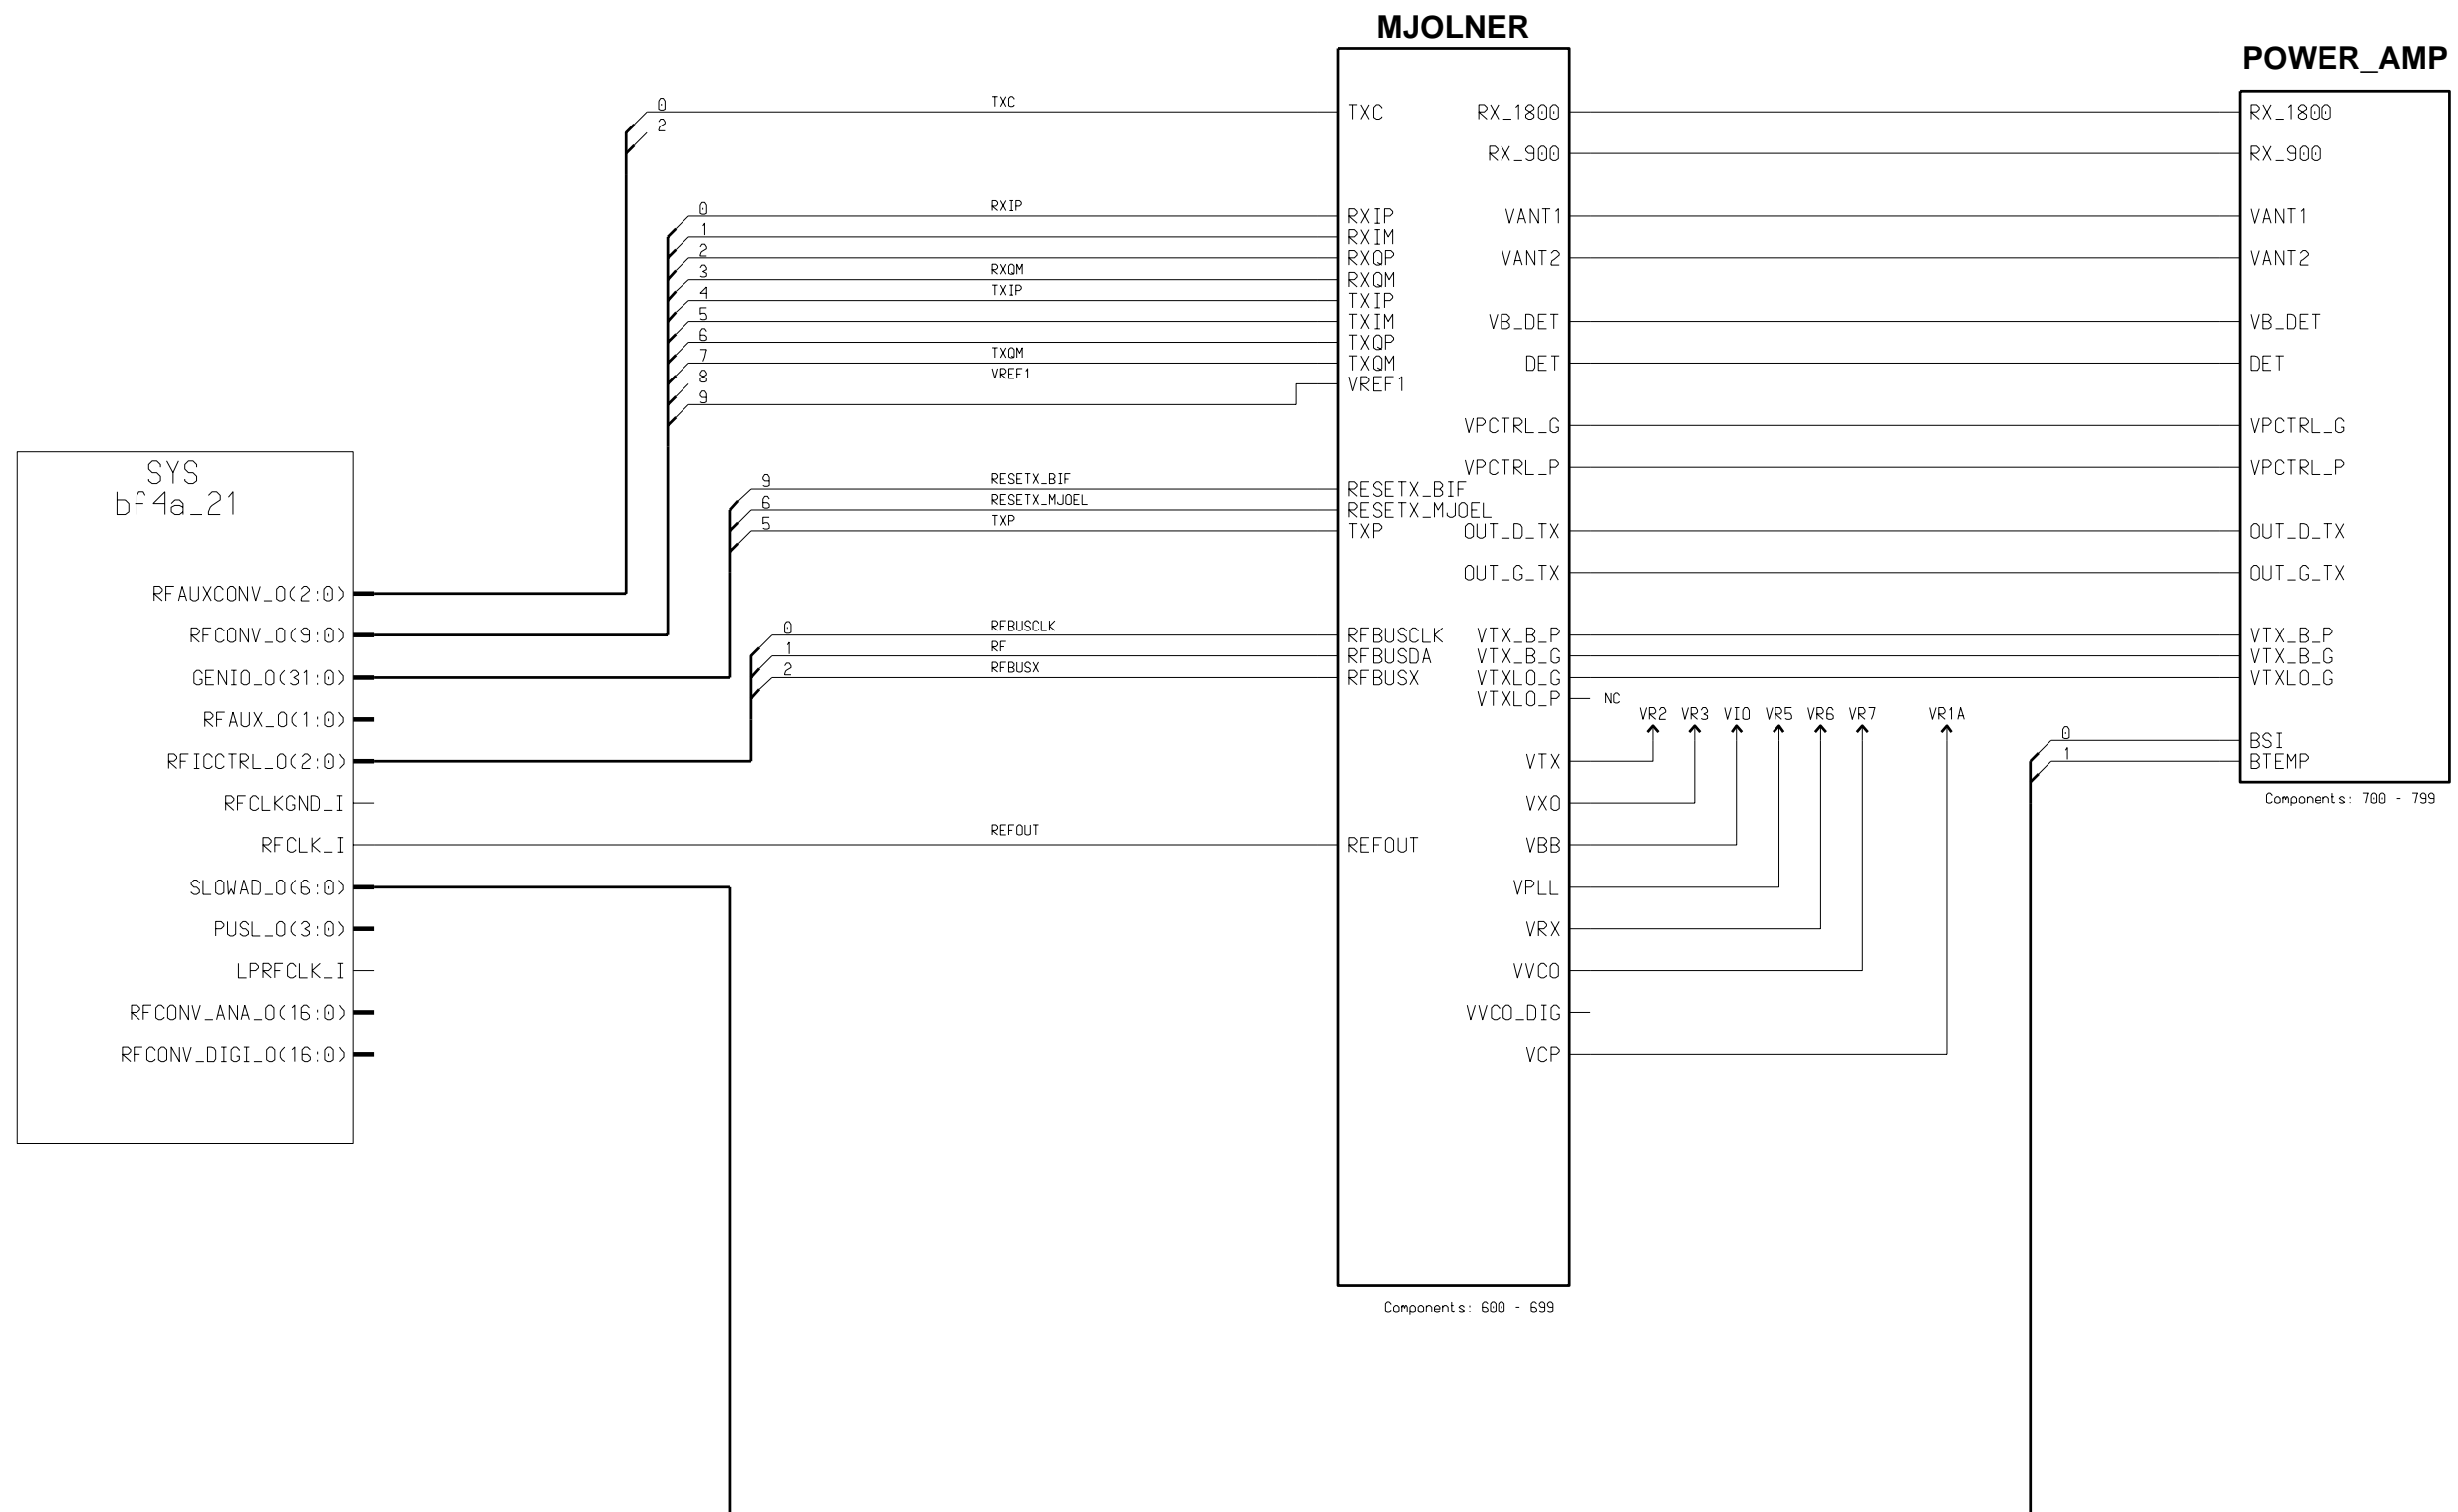 MJOLNER
POWER_AMP
0 TXC TXC RX_1800 RX_1800
2
RX_900 RX_900
0 RXIP RXIP VANT1 VANT1
1 RXIM
2 RXQP VANT2 VANT2
3 RXQM RXQM
4 TXIP TXIP
5 TXIM VB_DET VB_DET
6 TXQP
7 TXQM TXQM DET DET
8 VREF1 VREF1
9
VPCTRL_G VPCTRL_G
VPCTRL_P VPCTRL_P
SYS
bf4a_21
9 RESETX_BIF RESETX_BIF
6 RESETX_MJOEL RESETX_MJOEL
5 TXP TXP OUT_D_TX OUT_D_TX
OUT_G_TX OUT_G_TX
RFAUXCONV_O(2:0)
RFCONV_O(9:0) 0 RFBUSCLK RFBUSCLK VTX_B_P VTX_B_P
1 RF RFBUSDA VTX_B_G VTX_B_G
GENIO_O(31:0) 2 RFBUSX RFBUSX VTXLO_G VTXLO_G
VTXLO_P NC
RFAUX_O(1:0) VR2 VR3 VIO VR5 VR6 VR7 VR1A
0 BSI
RFICCTRL_O(2:0) VTX 1 BTEMP
RFCLKGND_I VXO Components: 700 - 799
RFCLK_I REFOUT REFOUT VBB
SLOWAD_O(6:0) VPLL
PUSL_O(3:0) VRX
LPRFCLK_I VVCO
RFCONV_ANA_O(16:0) VVCO_DIG
RFCONV_DIGI_O(16:0) VCP
Components: 600 - 699